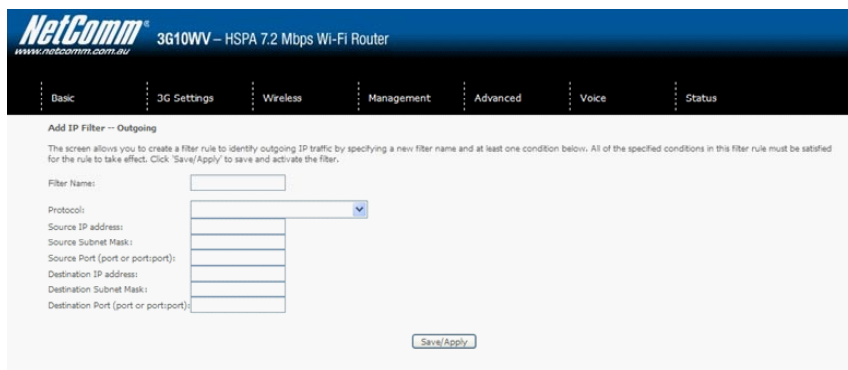 NetComm®
www.netcomm.com.au
3G10WV – HSPA 7.2 Mbps Wi-Fi Router
Basic 3G Settings Wireless Management Advanced Voice Status
Add IP Filter -- Outgoing
The screen allows you to create a filter rule to identify outgoing IP traffic by specifying a new filter name and at least one condition below. All of the specified conditions in this filter rule must be satisfied
for the rule to take effect. Click 'Save/Apply' to save and activate the filter.
Filter Name:
Protocol:
Source IP address:
Source Subnet Mask:
Source Port (port or port:port):
Destination IP address:
Destination Subnet Mask:
Destination Port (port or port:port):
Save/Apply